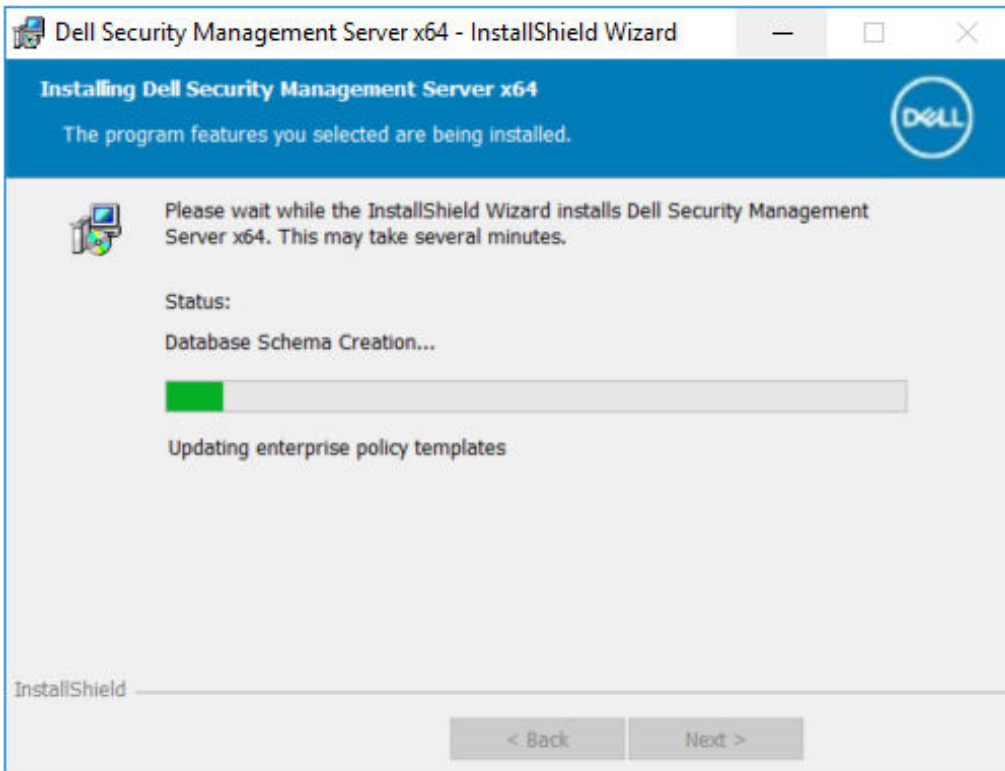 Dell Security Management Server x64 - InstallShield Wizard
Installing Dell Security Management Server x64
The program features you selected are being installed.
DELL
Please wait while the InstallShield Wizard installs Dell Security Management
Server x64. This may take several minutes.
Status:
Database Schema Creation...
Updating enterprise policy templates
InstallShield
< Back
Next >